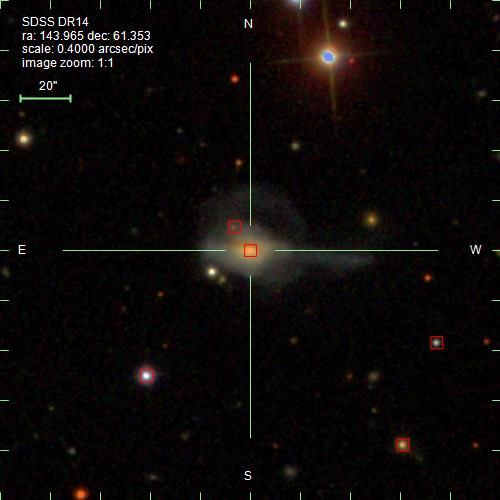 SDSS DR14
ra: 143.965 dec: 61.353
scale: 0.4000 arcsec/pix
image zoom: 1:1
20"
N
E
W
S